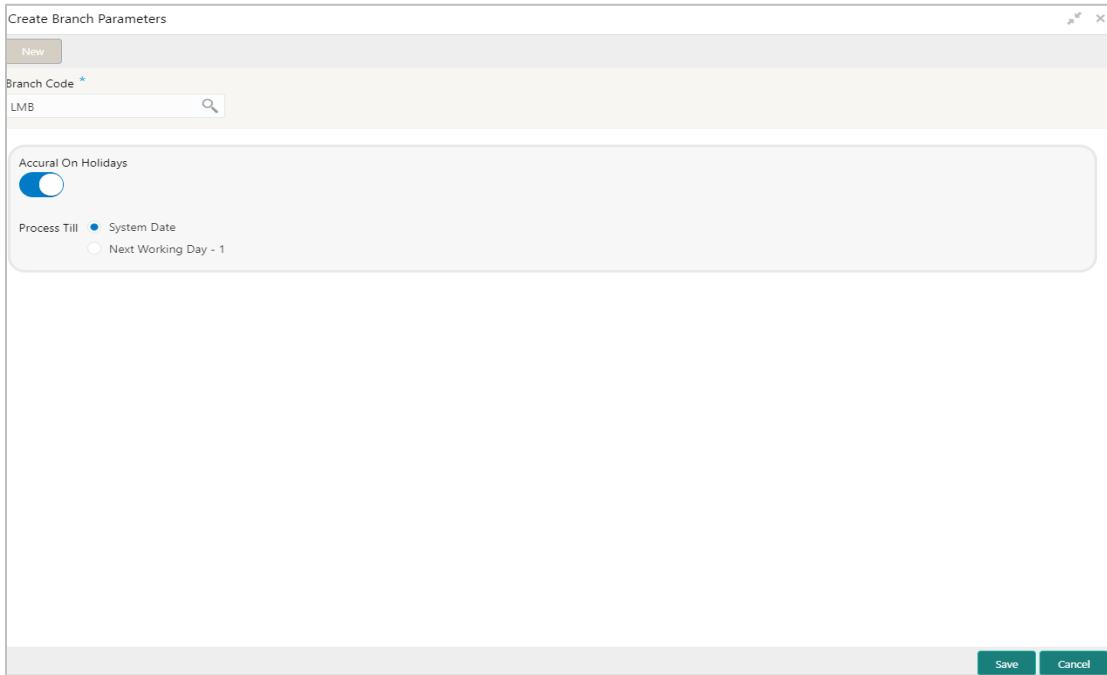 Create Branch Parameters
New
Branch Code *
LMB
Accural On Holidays
Process Till System Date
Next Working Day - 1
Save Cancel